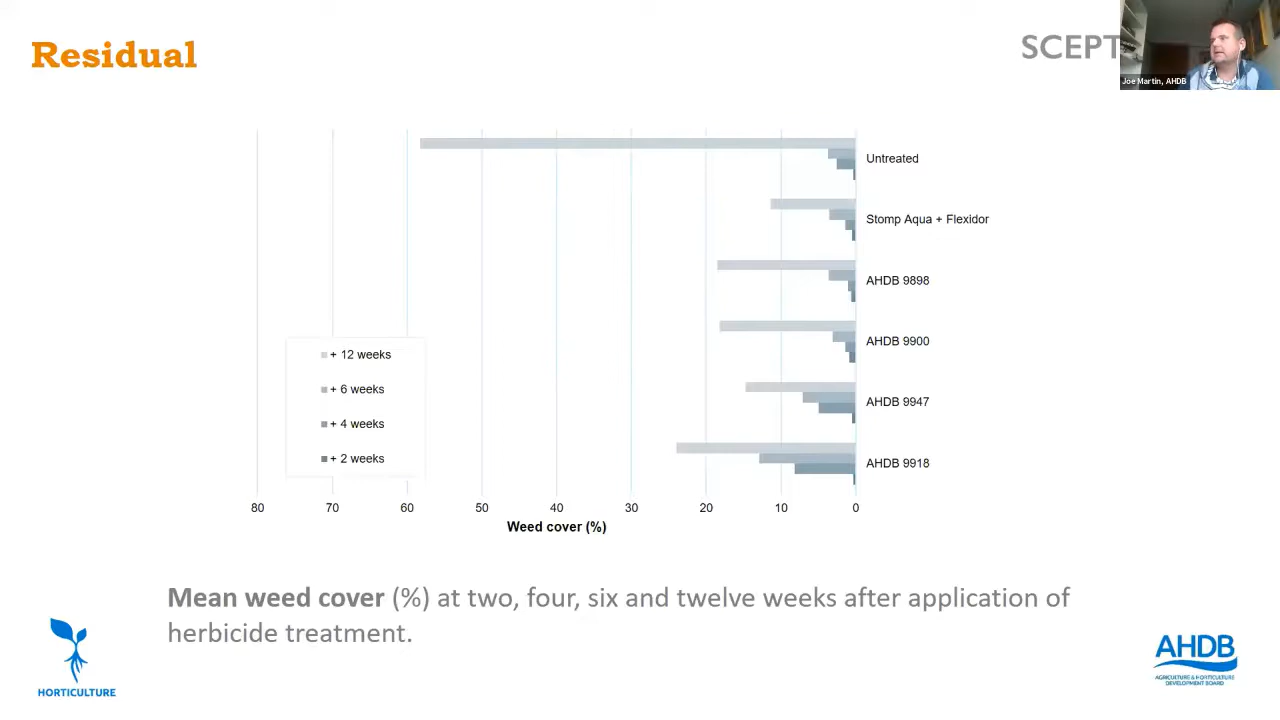 Residual
SCEPT
Joe Martin, AHDB
Untreated
Stomp Aqua + Flexidor
AHDB 9898
AHDB 9900
AHDB 9947
AHDB 9918
+ 12 weeks
+ 6 weeks
+ 4 weeks
+ 2 weeks
80 70 60 50 40 30 20 10 0
Weed cover (%)
Mean weed cover (%) at two, four, six and twelve weeks after application of
herbicide treatment.
HORTICULTURE
AHDB
AGRICULTURE & HORTICULTURE
DEVELOPMENT BOARD